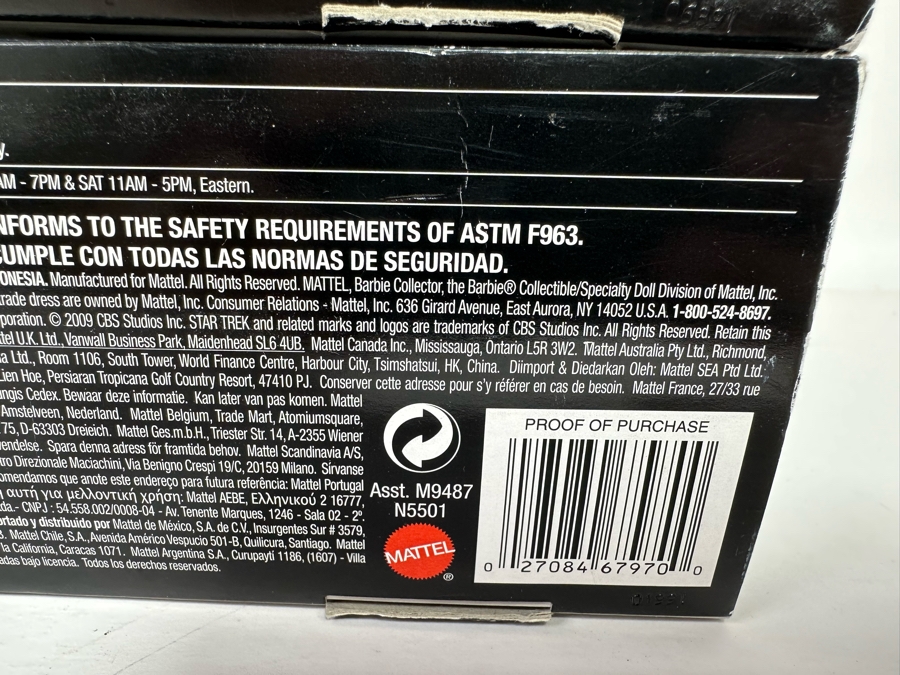 y.
AM - 7PM & SAT 11AM - 5PM, Eastern.
NFORMS TO THE SAFETY REQUIREMENTS OF ASTM F963.
CUMPLE CON TODAS LAS NORMAS DE SEGURIDAD.
ONESIA. Manufactured for Mattel. All Rights Reserved. MATTEL, Barbie Collector, the Barbie® Collectible/Specialty Doll Division of Mattel, Inc.
trade dress are owned by Mattel, Inc. Consumer Relations - Mattel, Inc. 636 Girard Avenue, East Aurora, NY 14052 U.S.A. 1-800-524-8697.
poration. © 2009 CBS Studios Inc. STAR TREK and related marks and logos are trademarks of CBS Studios Inc. All Rights Reserved. Retain this
tel U.K. Ltd., Vanwall Business Park, Maidenhead SL6 4UB. Mattel Canada Inc., Mississauga, Ontario L5R 3W2. Mattel Australia Pty Ltd., Richmond,
ia Ltd., Room 1106, South Tower, World Finance Centre, Harbour City, Tsimshatsui, HK, China. Diimport & Diedarkan Oleh: Mattel SEA Ptd Ltd.,
Lien Hoe, Persiaran Tropicana Golf Country Resort, 47410 PJ. Conserver cette adresse pour s'y référer en cas de besoin. Mattel France, 27/33 rue
ungis Cedex. Bewaar deze informatie. Kan later van pas komen. Mattel
Amstelveen, Nederland. Mattel Belgium, Trade Mart, Atomiumsquare,
75, D-63303 Dreieich. Mattel Ges.m.b.H., Triester Str. 14, A-2355 Wiener
vendelse. Spara denna adress för framtida behov. Mattel Scandinavia A/S,
tro Direzionale Maciachini, Via Benigno Crespi 19/C, 20159 Milano. Sírvanse
omendamos que anote este endereço para futura referência: Mattel Portugal
η αυτή για μελλοντική χρήση: Mattel AEBE, Ελληνικού 2 16777,
da.- CNPJ : 54.558.002/0008-04 - Av. Tenente Marques, 1246 - Sala 02 - 2º.
ortado y distribuido por Mattel de México, S.A. de C.V., Insurgentes Sur # 3579,
3. Mattel Chile, S.A., Avenida Américo Vespucio 501-B, Quilicura, Santiago. Mattel
la California, Caracas 1071. Mattel Argentina S.A., Curupaytí 1186, (1607) - Villa
adas bajo licencia. Todos los derechos reservados.
Asst. M9487
N5501
MATTEL®
PROOF OF PURCHASE
0 27084 67970 0